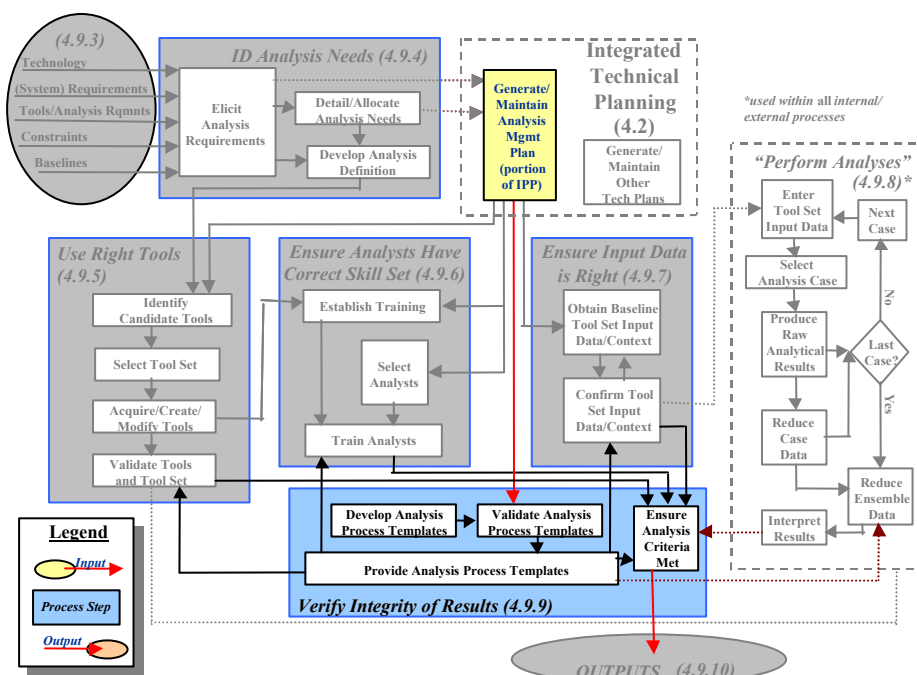 (4.9.3)
Technology
(System) Requirements
Tools/Analysis Rqmnts
Constraints
Baselines
ID Analysis Needs (4.9.4)
Elicit
Analysis
Requirements
Detail/Allocate
Analysis Needs
Develop Analysis
Definition
Generate/
Maintain
Analysis
Mgmt
Plan
(portion
of IPP)
Integrated
Technical
Planning
(4.2)
Generate/
Maintain
Other
Tech Plans
*used within all internal/
external processes
“Perform Analyses”
(4.9.8)*
Enter
Tool Set
Input Data
Next
Case
Select
Analysis Case
No
Produce
Raw
Analytical
Results
Last
Case?
Yes
Reduce
Case
Data
Reduce
Ensemble
Data
Interpret
Results
Use Right Tools
(4.9.5)
Identify
Candidate Tools
Select Tool Set
Acquire/Create/
Modify Tools
Validate Tools
and Tool Set
Ensure Analysts Have
Correct Skill Set (4.9.6)
Establish Training
Select
Analysts
Train Analysts
Ensure Input Data
is Right (4.9.7)
Obtain Baseline
Tool Set Input
Data/Context
Confirm Tool
Set Input
Data/Context
Develop Analysis
Process Templates
Validate Analysis
Process Templates
Ensure
Analysis
Criteria
Met
Provide Analysis Process Templates
Verify Integrity of Results (4.9.9)
Legend
Input
Process Step
Output
OUTPUTS (4.9.10)